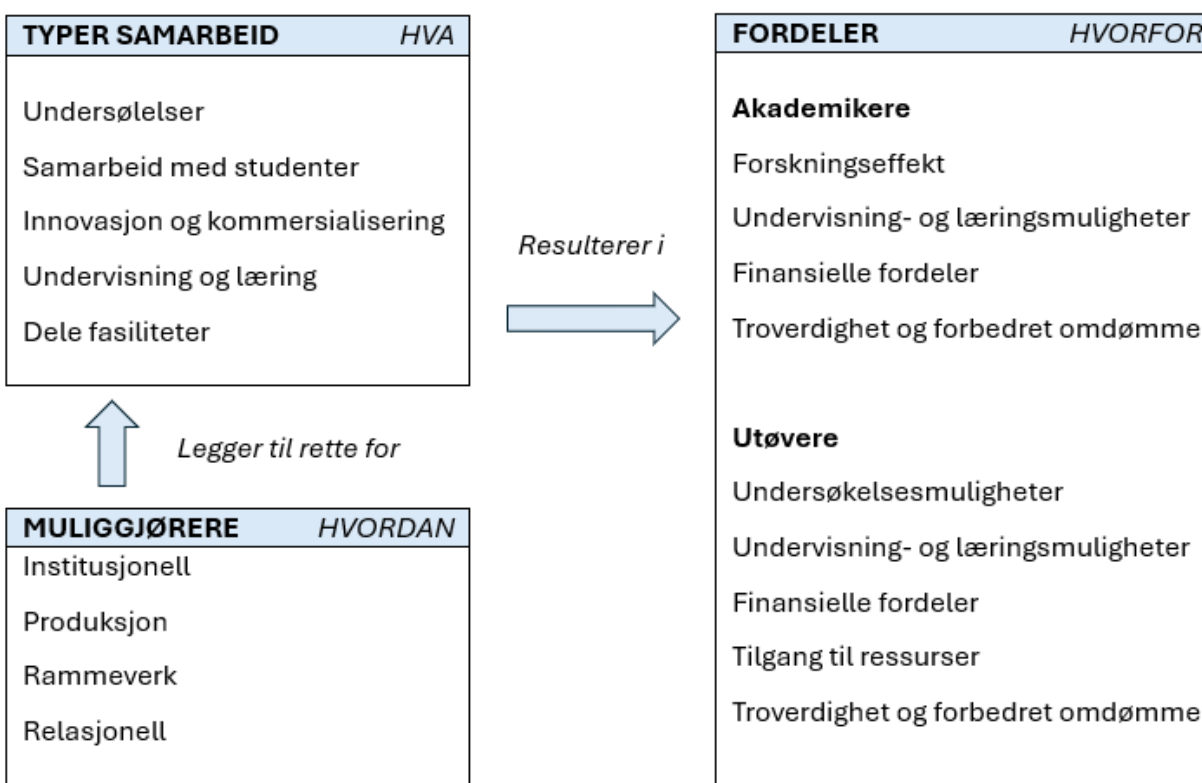 TYPER SAMARBEID HVA
Undersølelser
Samarbeid med studenter
Innovasjon og kommersialisering
Undervisning og læring
Dele fasiliteter
Legger til rette for
MULIGGJØRERE HVORDAN
Institusjonell
Produksjon
Rammeverk
Relasjonell
Resulterer i
FORDELER HVORFOR
Akademikere
Forskningseffekt
Undervisning- og læringsmuligheter
Finansielle fordeler
Troverdighet og forbedret omdømme
Utøvere
Undersøkelsesmuligheter
Undervisning- og læringsmuligheter
Finansielle fordeler
Tilgang til ressurser
Troverdighet og forbedret omdømme